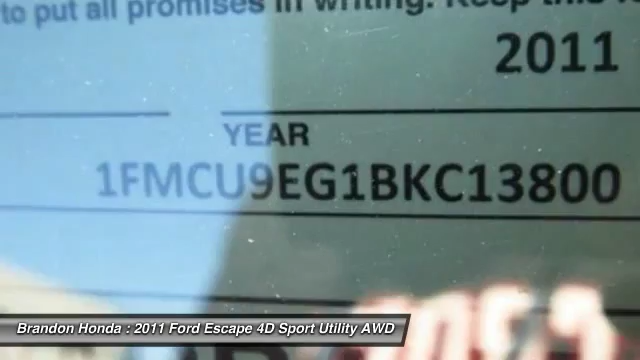 to put all promises in writing. Keep this
2011
YEAR
1FMCU9EG1BKC13800
Brandon Honda : 2011 Ford Escape 4D Sport Utility AWD